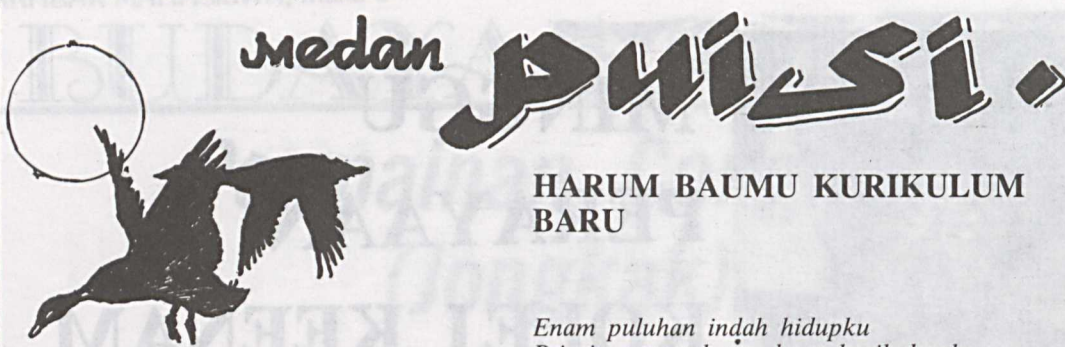 Medan Puisi.
HARUM BAUMU KURIKULUM
BARU
Enam puluhan indah hidupku